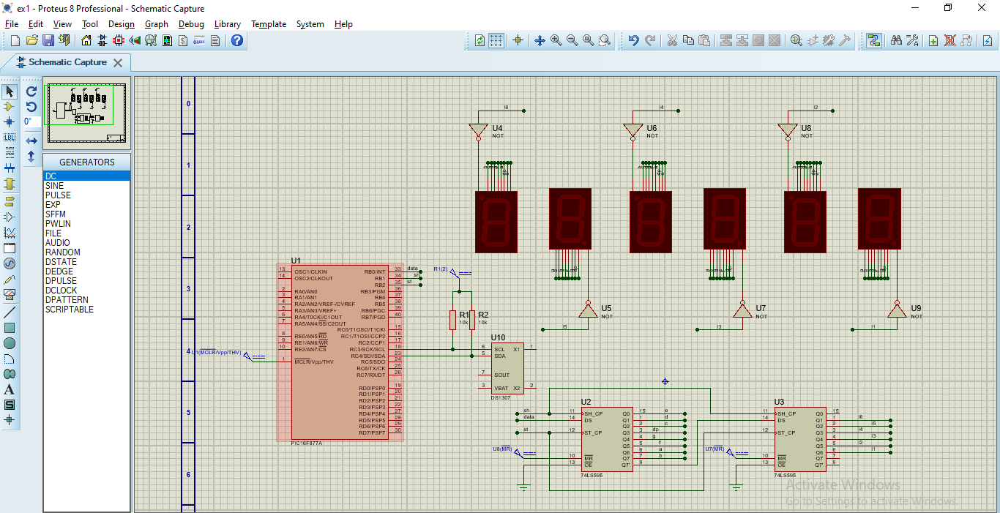 ex1 - Proteus 8 Professional - Schematic Capture
File Edit View Tool Design Graph Debug Library Template System Help
Schematic Capture
0°
LBL
A
S
GENERATORS
DC
SINE
PULSE
EXP
SFFM
PWLIN
FILE
AUDIO
RANDOM
DSTATE
DEDGE
DPULSE
DCLOCK
DPATTERN
SCRIPTABLE
0
1
2
3
4
5
6
I6
U4
NOT
I4
U6
NOT
I2
U8
NOT
I5
U5
NOT
I3
U7
NOT
I1
U9
NOT
U1
13 OSC1/CLKIN
14 OSC2/CLKOUT
2 RA0/AN0
3 RA1/AN1
4 RA2/AN2/VREF-/CVREF
5 RA3/AN3/VREF+
6 RA4/T0CKI/C1OUT
7 RA5/AN4/SS/C2OUT
8 RE0/AN5/RD
9 RE1/AN6/WR
10 RE2/AN7/CS
1 MCLR/Vpp/THV
RB0/INT 33 data
RB1 34 sh
RB2 35 st
RB3/PGM 36
RB4 37
RB5 38
RB6/PGC 39
RB7/PGD 40
RC0/T1OSO/T1CKI 15
RC1/T1OSI/CCP2 16
RC2/CCP1 17
RC3/SCK/SCL 18
RC4/SDI/SDA 23
RC5/SDO 24
RC6/TX/CK 25
RC7/RX/DT 26
RD0/PSP0 19
RD1/PSP1 20
RD2/PSP2 21
RD3/PSP3 22
RD4/PSP4 27
RD5/PSP5 28
RD6/PSP6 29
RD7/PSP7 30
PIC16F877A
U1(MCLR/Vpp/THV)
R1(2)
R1
10k
R2
10k
U10
6 SCL X1 1
5 SDA
7 SOUT
3 VBAT X2 2
DS1307
U2
sh 11 SH_CP Q0 15 e
data 14 DS Q1 1 d
Q2 2 c
st 12 ST_CP Q3 3 dp
Q4 4 g
Q5 5 f
Q6 6 a
U8(MR) 10 MR Q7 7 b
13 OE Q7' 9
74LS595
U3
11 SH_CP Q0 15
14 DS Q1 1 I6
Q2 2 I5
12 ST_CP Q3 3 I4
Q4 4 I3
Q5 5 I2
Q6 6 I1
U7(MR) 10 MR Q7 7
13 OE Q7' 9
74LS595
Activate Windows
Go to Settings to activate Windows.